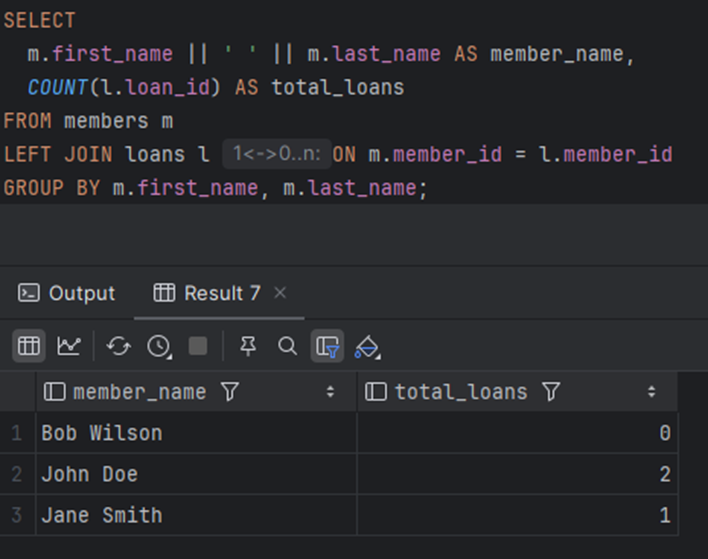 SELECT
m.first_name || ' ' || m.last_name AS member_name,
COUNT(l.loan_id) AS total_loans
FROM members m
LEFT JOIN loans l 1<->0..n: ON m.member_id = l.member_id
GROUP BY m.first_name, m.last_name;
Output Result 7 ×
member_name total_loans
1 Bob Wilson 0
2 John Doe 2
3 Jane Smith 1